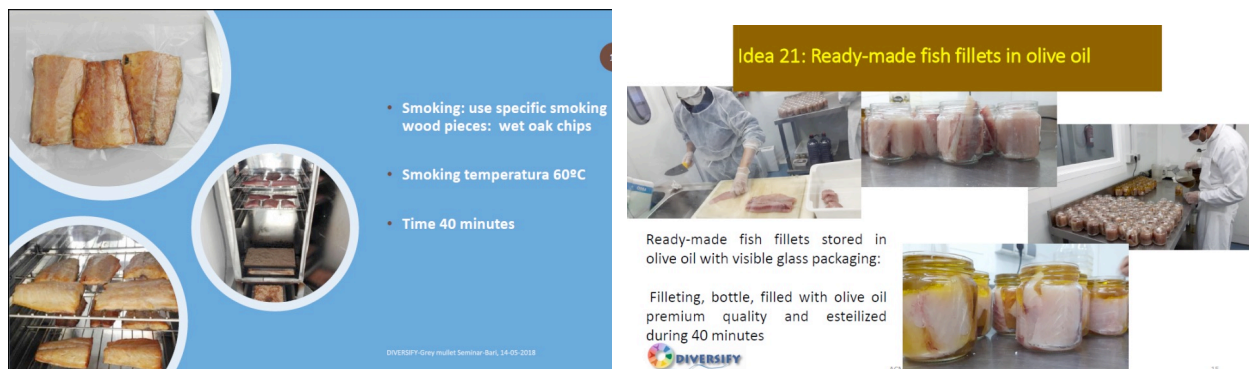 • Smoking: use specific smoking
wood pieces: wet oak chips
• Smoking temperatura 60ºC
• Time 40 minutes
DIVERSIFY-Grey mullet Seminar-Bari, 14-05-2018
Idea 21: Ready-made fish fillets in olive oil
Ready-made fish fillets stored in
olive oil with visible glass packaging:
Filleting, bottle, filled with olive oil
premium quality and esteilized
during 40 minutes
DIVERSIFY